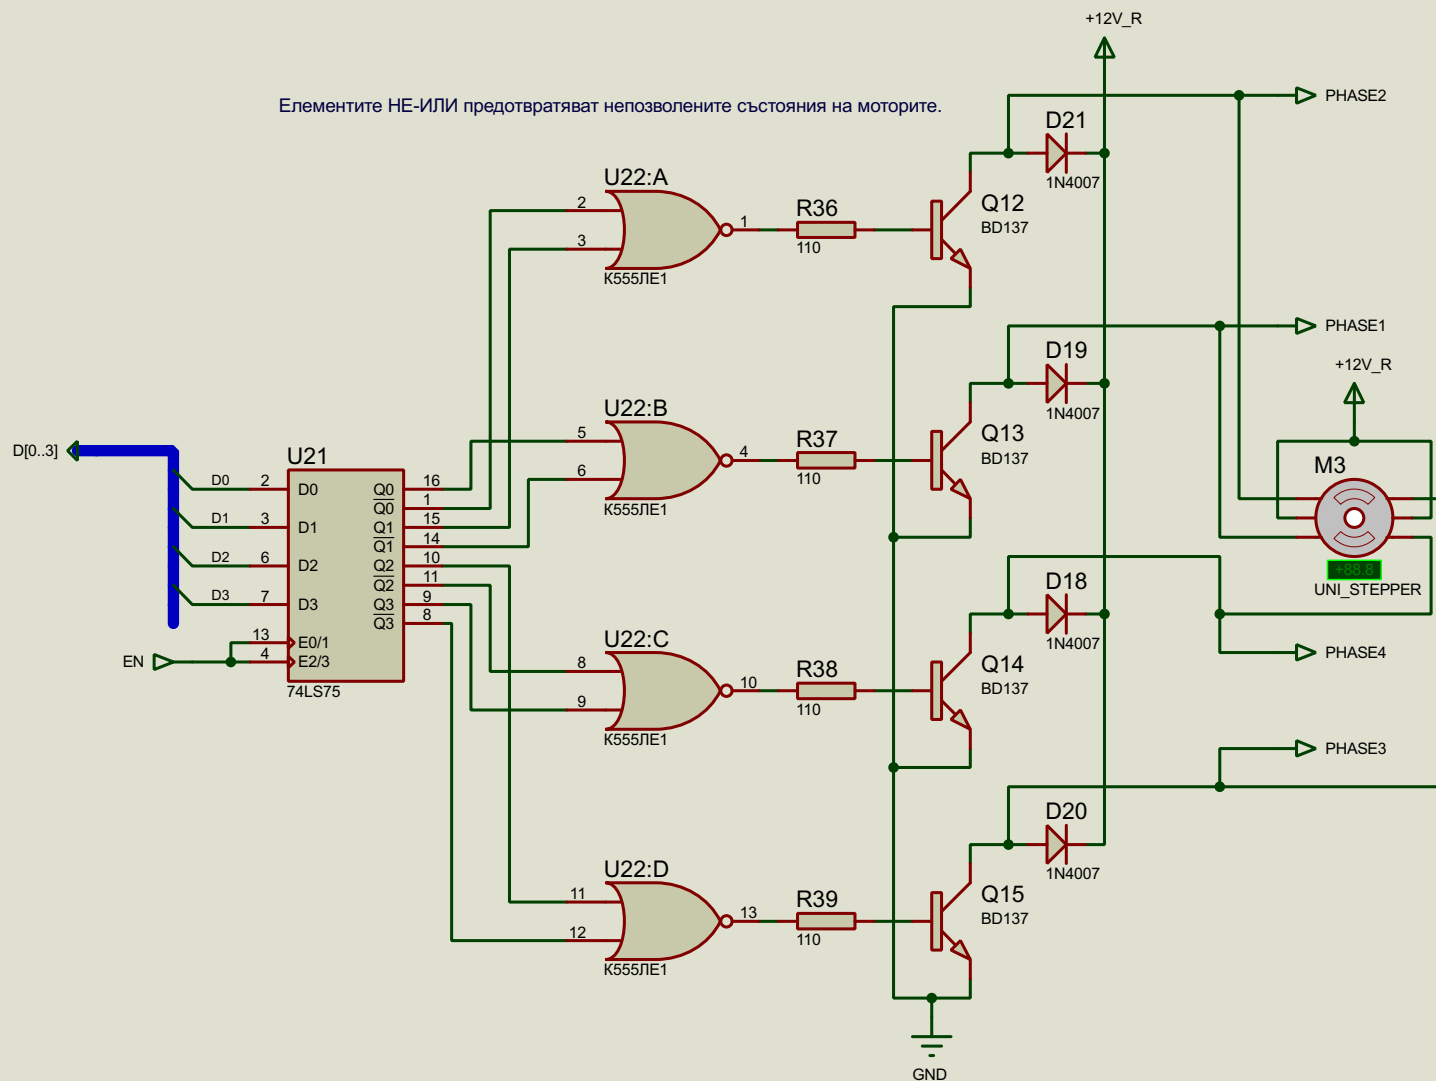 +12V_R
Елементите НЕ-ИЛИ предотвратяват непозволените състояния на моторите.
PHASE2
D21
1N4007
U22:A
2
3
1
К555ЛЕ1
R36
110
Q12
BD137
PHASE1
D19
1N4007
+12V_R
U22:B
5
6
4
К555ЛЕ1
R37
110
Q13
BD137
M3
+88.8
UNI_STEPPER
D[0..3]
U21
D0 2 D0 Q0 16
Q0 1
D1 3 D1 Q1 15
Q1 14
D2 6 D2 Q2 10
Q2 11
D3 7 D3 Q3 9
Q3 8
13 E0/1
EN 4 E2/3
74LS75
D18
1N4007
U22:C
8
9
10
К555ЛЕ1
R38
110
Q14
BD137
PHASE4
PHASE3
D20
1N4007
U22:D
11
12
13
К555ЛЕ1
R39
110
Q15
BD137
GND